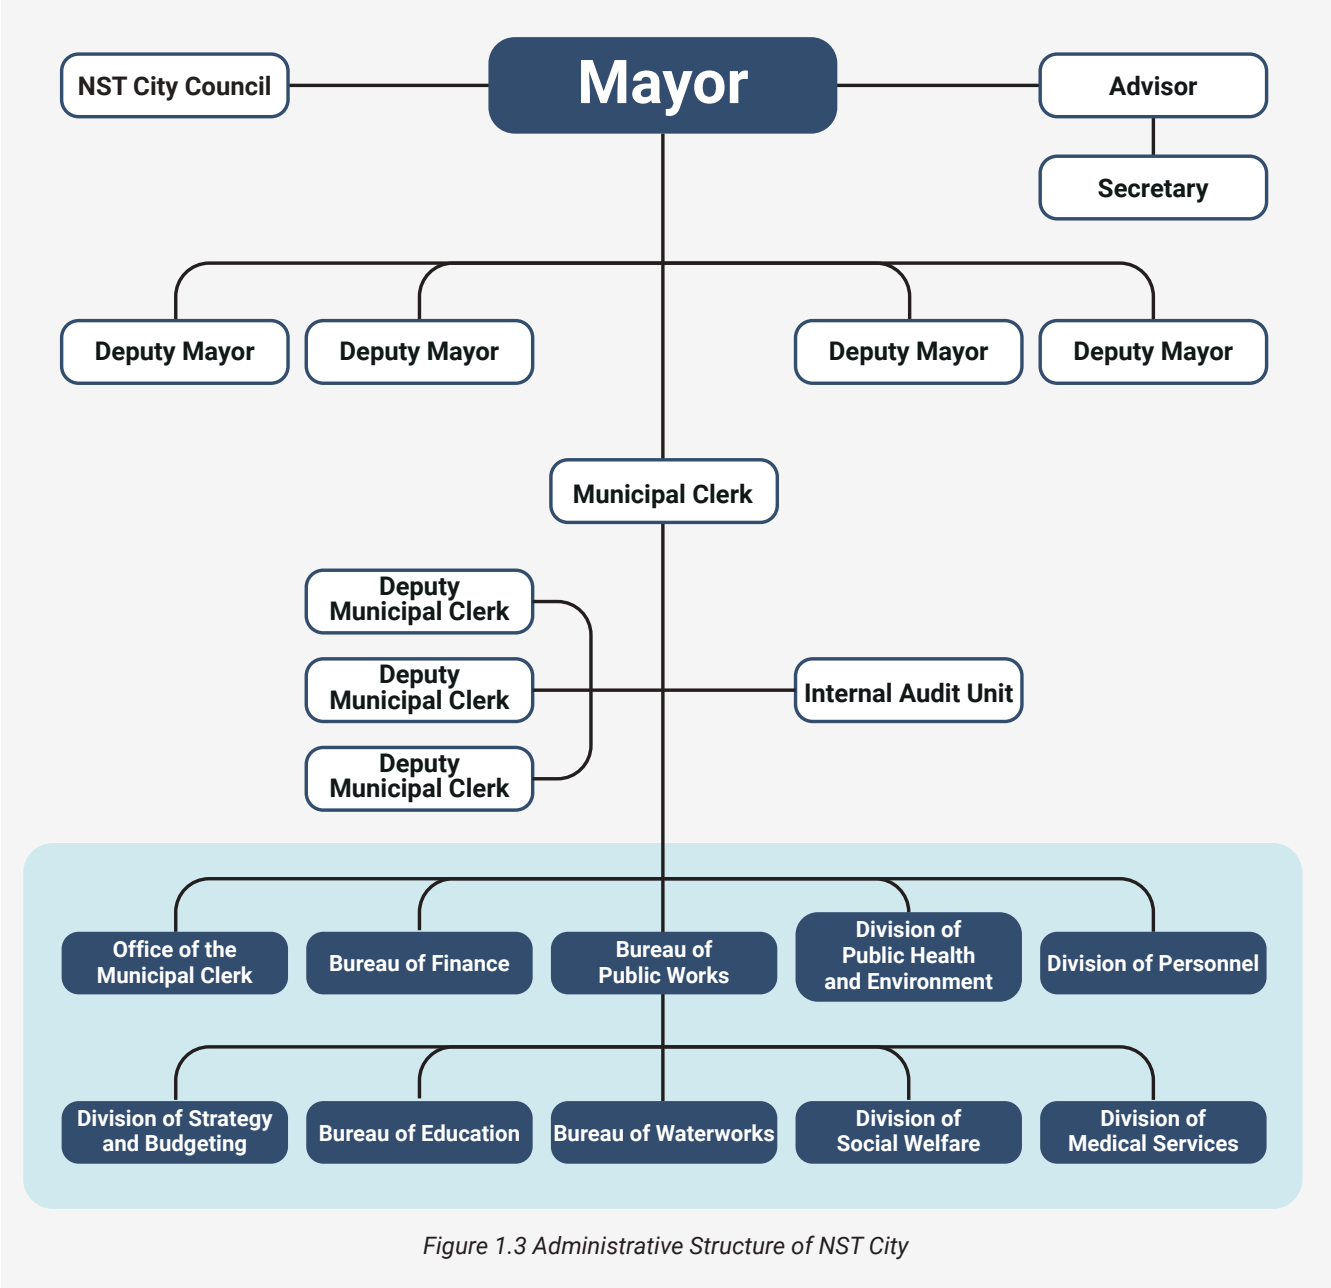 NST City Council
Mayor
Advisor
Secretary
Deputy Mayor
Deputy Mayor
Deputy Mayor
Deputy Mayor
Municipal Clerk
Deputy
Municipal Clerk
Deputy
Municipal Clerk
Internal Audit Unit
Deputy
Municipal Clerk
Office of the
Municipal Clerk
Bureau of Finance
Bureau of
Public Works
Division of
Public Health
and Environment
Division of Personnel
Division of Strategy
and Budgeting
Bureau of Education
Bureau of Waterworks
Division of
Social Welfare
Division of
Medical Services
Figure 1.3 Administrative Structure of NST City